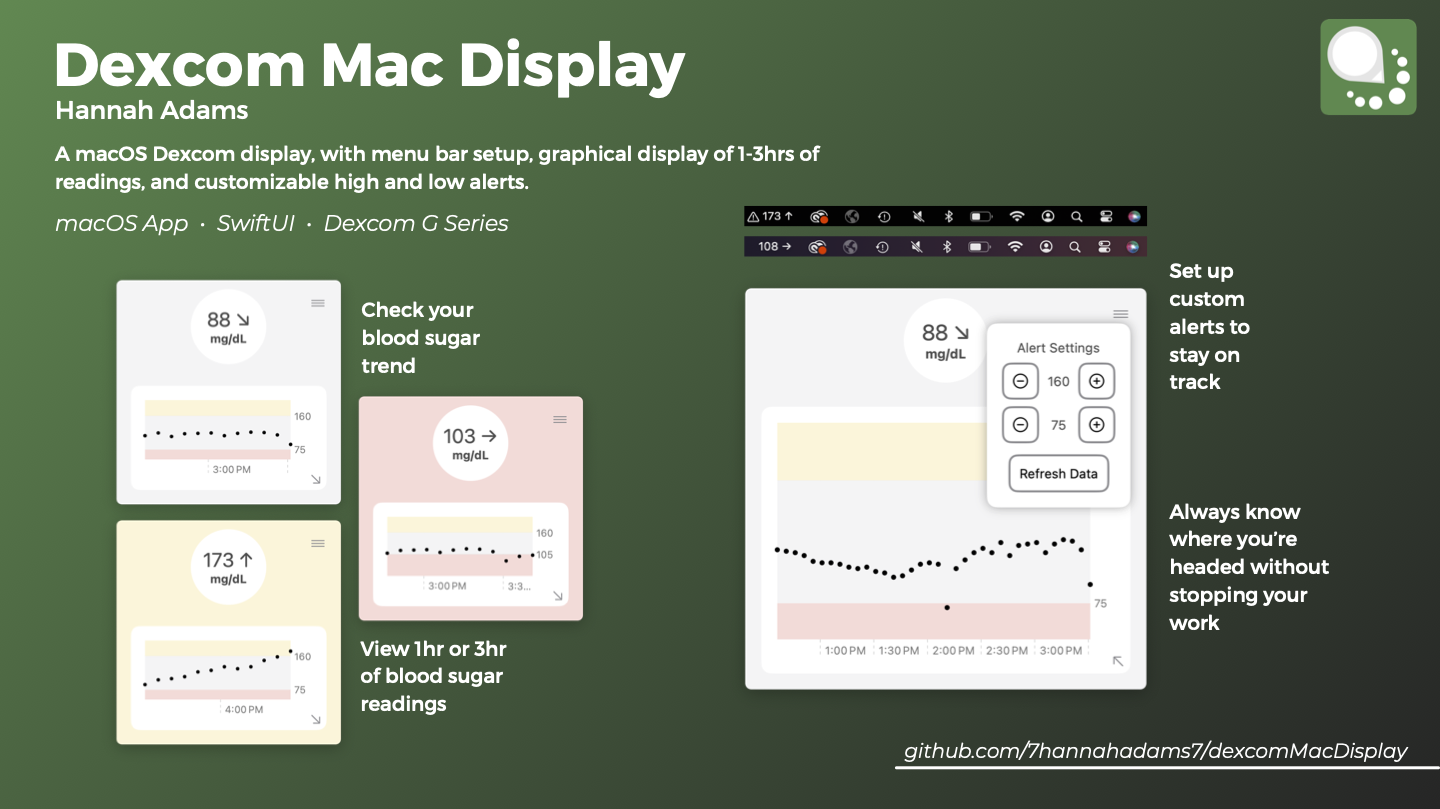 Dexcom Mac Display
Hannah Adams
A macOS Dexcom display, with menu bar setup, graphical display of 1-3hrs of
readings, and customizable high and low alerts.
macOS App • SwiftUI • Dexcom G Series
88 ↘
mg/dL
160
75
3:00 PM
Check your
blood sugar
trend
103 →
mg/dL
160
105
3:00 PM
3:3...
173 ↑
mg/dL
160
75
4:00 PM
View 1hr or 3hr
of blood sugar
readings
173 ↑
108 →
88 ↘
mg/dL
Alert Settings
160
75
Refresh Data
75
1:00 PM 1:30 PM 2:00 PM 2:30 PM 3:00 PM
Set up
custom
alerts to
stay on
track
Always know
where you’re
headed without
stopping your
work
github.com/7hannahadams7/dexcomMacDisplay